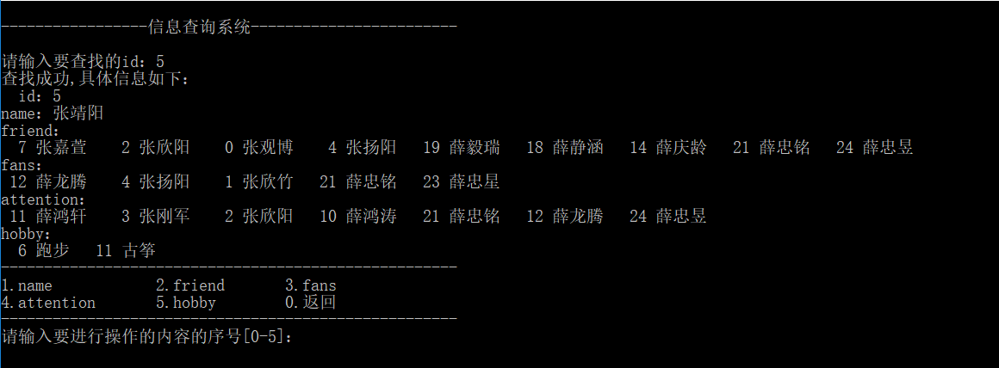 -----------------信息查询系统------------------------
请输入要查找的id：5
查找成功,具体信息如下：
id：5
name：张靖阳
friend：
7 张嘉萱 2 张欣阳 0 张观博 4 张扬阳 19 薛毅瑞 18 薛静涵 14 薛庆龄 21 薛忠铭 24 薛忠昱
fans：
12 薛龙腾 4 张扬阳 1 张欣竹 21 薛忠铭 23 薛忠星
attention：
11 薛鸿轩 3 张刚军 2 张欣阳 10 薛鸿涛 21 薛忠铭 12 薛龙腾 24 薛忠昱
hobby：
6 跑步 11 古筝
-----------------------------------------------------
1.name 2.friend 3.fans
4.attention 5.hobby 0.返回
-----------------------------------------------------
请输入要进行操作的内容的序号[0-5]：